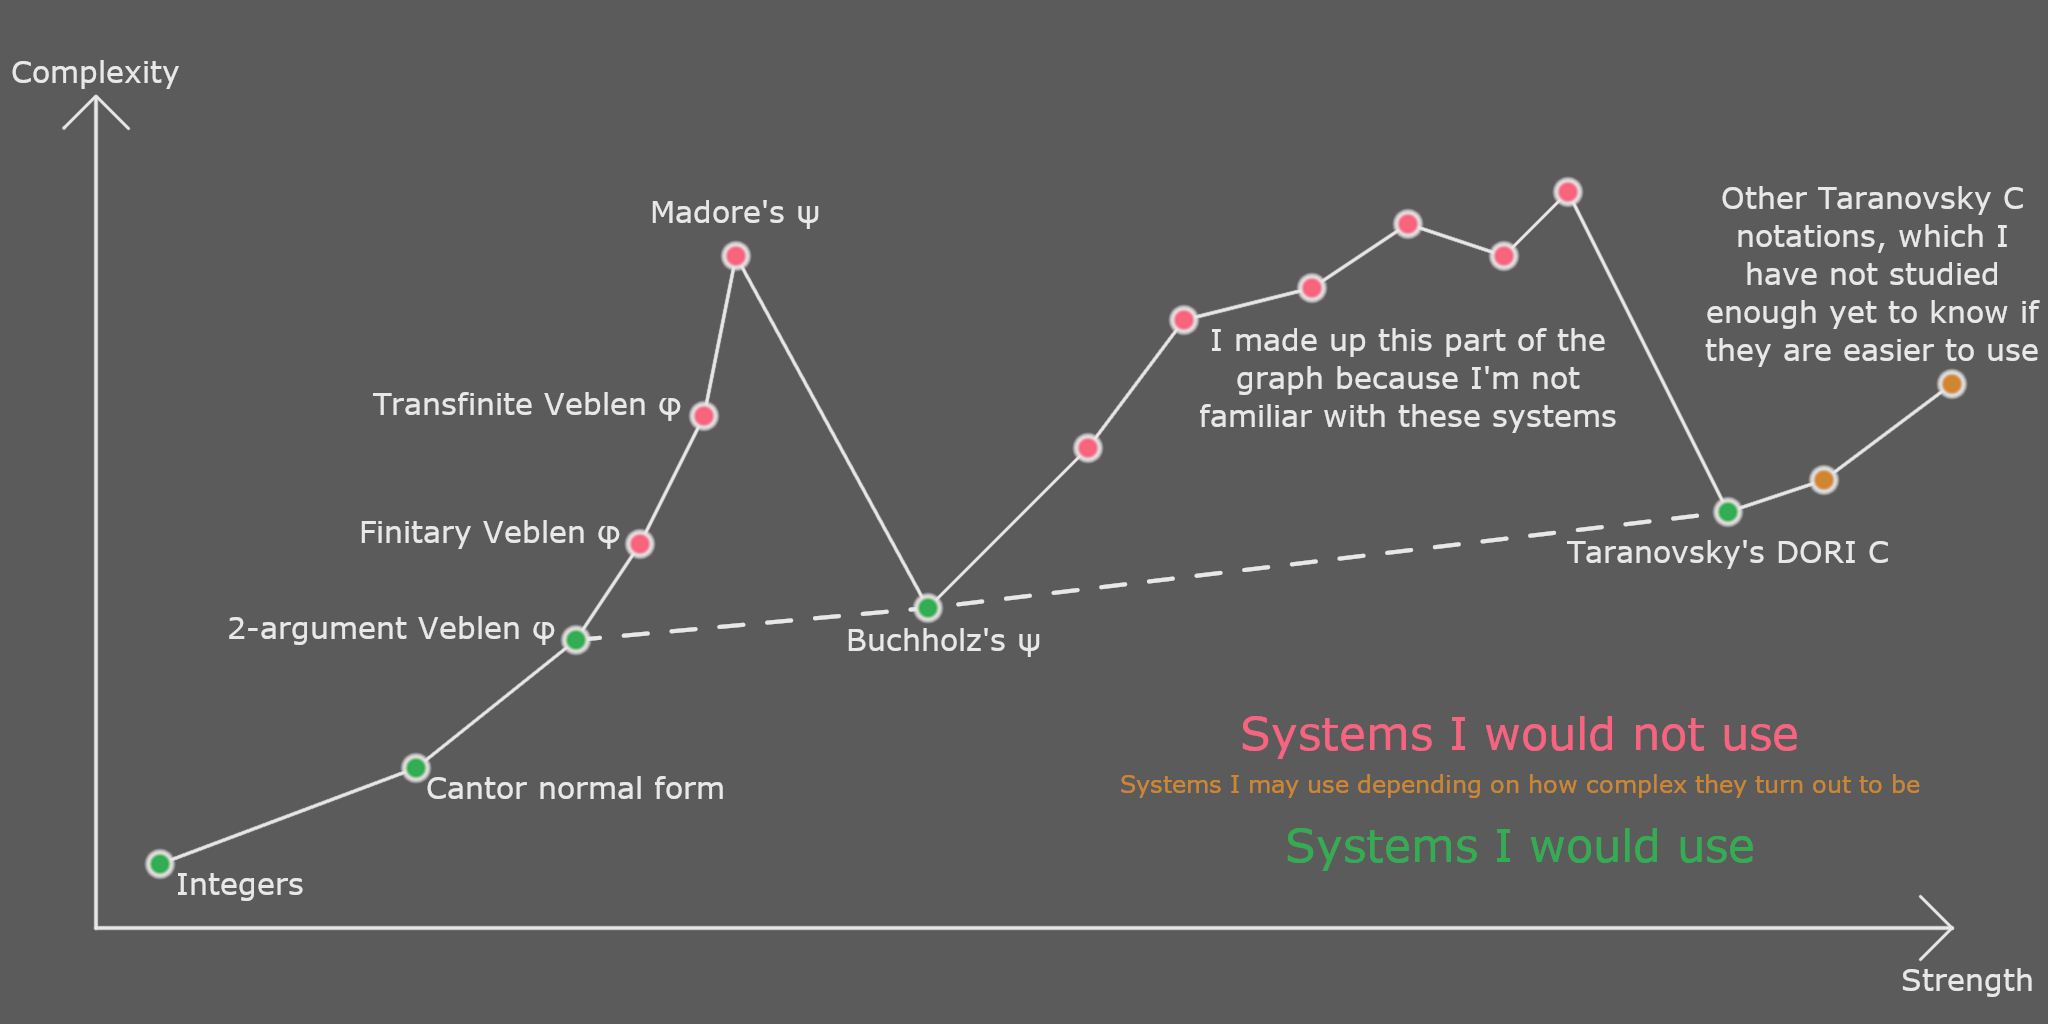 Complexity
Madore's ψ
Other Taranovsky C
notations, which I
have not studied
enough yet to know if
they are easier to use
I made up this part of the
graph because I'm not
familiar with these systems
Transfinite Veblen φ
Finitary Veblen φ
Taranovsky's DORI C
2-argument Veblen φ
Buchholz's ψ
Systems I would not use
Cantor normal form
Systems I may use depending on how complex they turn out to be
Systems I would use
Integers
Strength